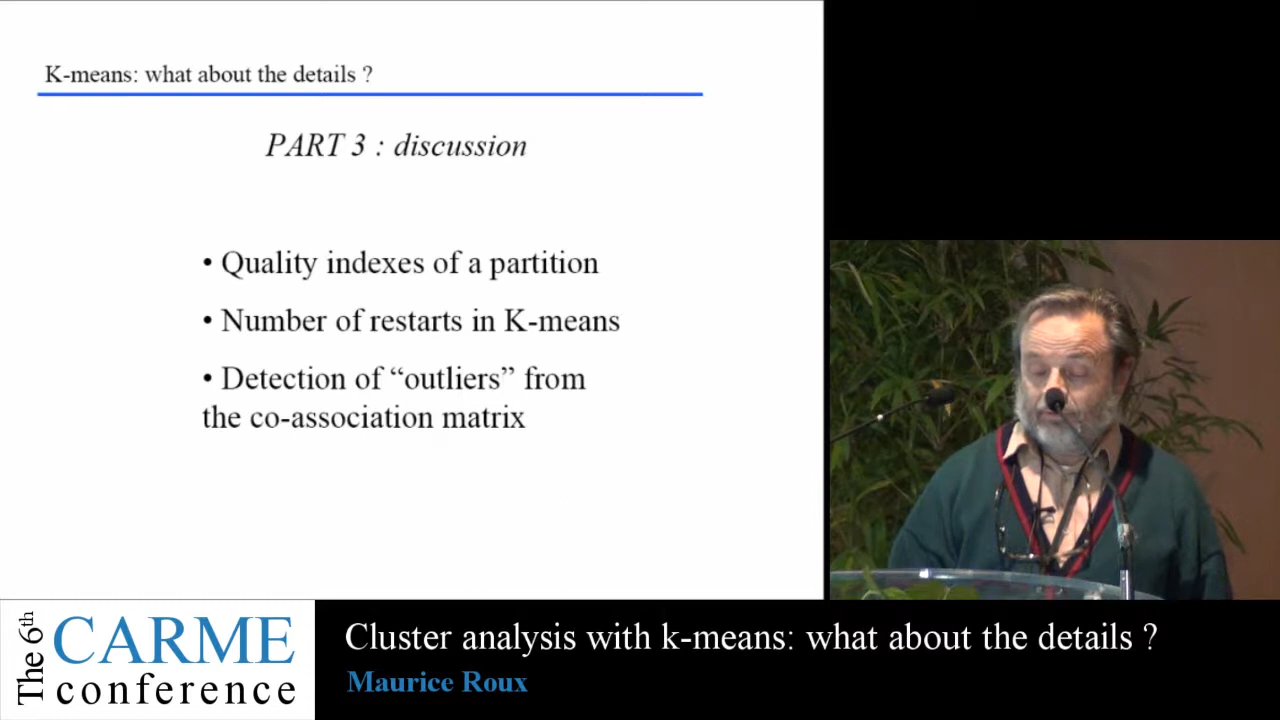 K-means: what about the details ?
PART 3 : discussion
• Quality indexes of a partition
• Number of restarts in K-means
• Detection of “outliers” from
the co-association matrix
The 6th
CARME
conference
Cluster analysis with k-means: what about the details ?
Maurice Roux